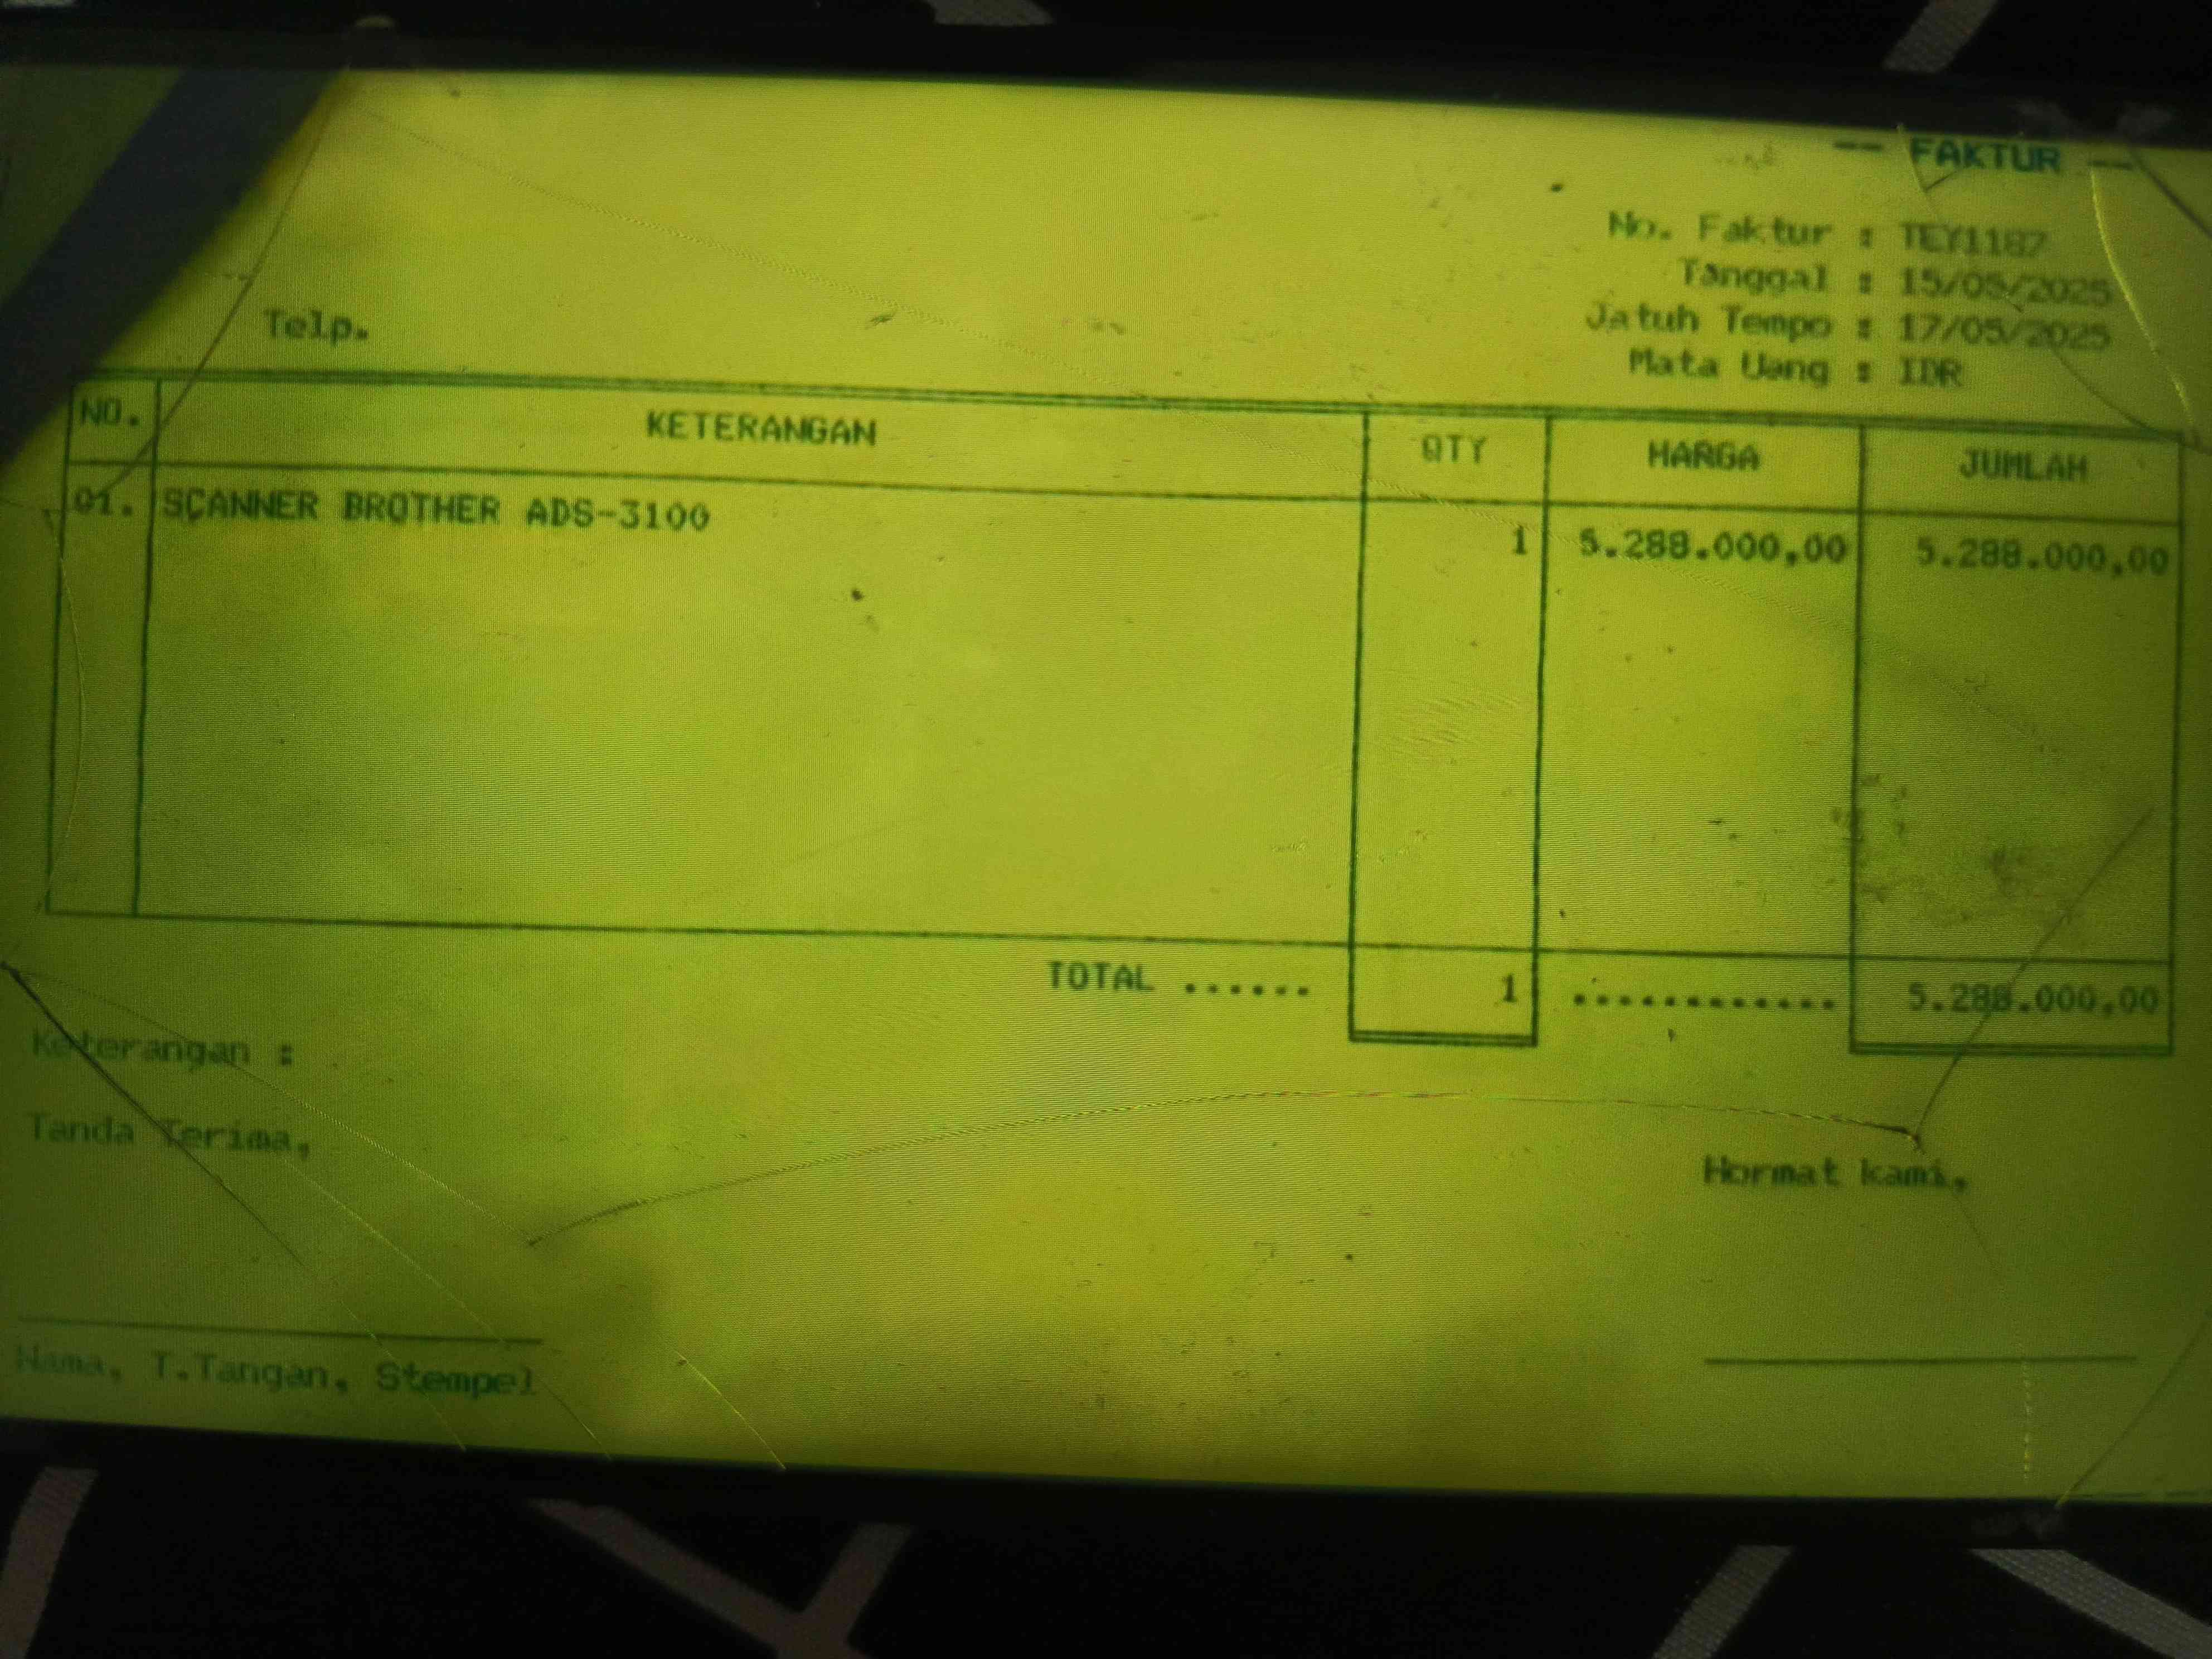 -- FAKTUR --
No. Faktur : TEY1187
Tanggal : 15/05/2025
Telp.
Jatuh Tempo : 17/05/2025
Mata Uang : IDR
NO. KETERANGAN QTY HARGA JUMLAH
01. SCANNER BROTHER ADS-3100 1 5.288.000,00 5.288.000,00
TOTAL ...... 1 ............ 5.288.000,00
Keterangan :
Tanda Terima,
Hormat kami,
Nama, T.Tangan, Stempel